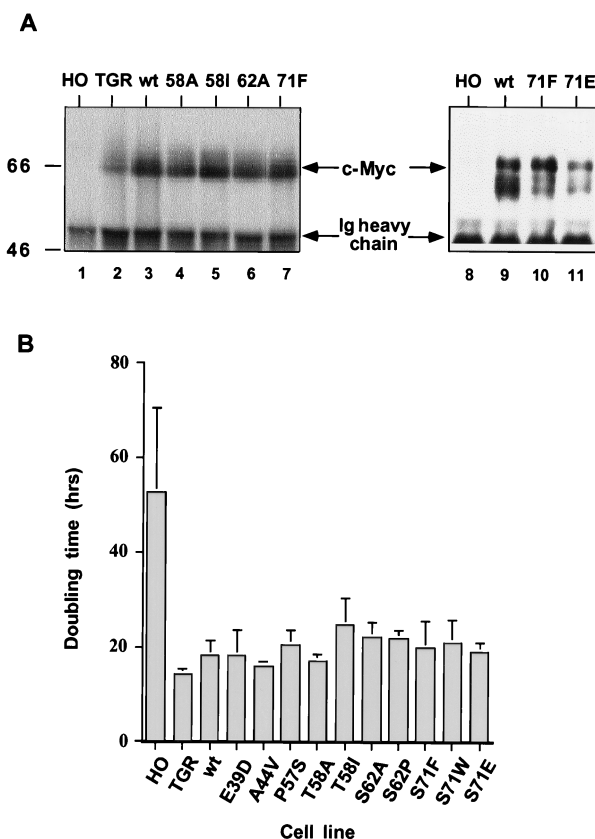 A
HO TGR wt 58A 58I 62A 71F
HO wt 71F 71E
66
c-Myc
Ig heavy
chain
46
1 2 3 4 5 6 7
8 9 10 11
B
80
60
40
20
0
Doubling time (hrs)
HO TGR wt E39D A44V P57S T58A T58I S62A S62P S71F S71W S71E
Cell line